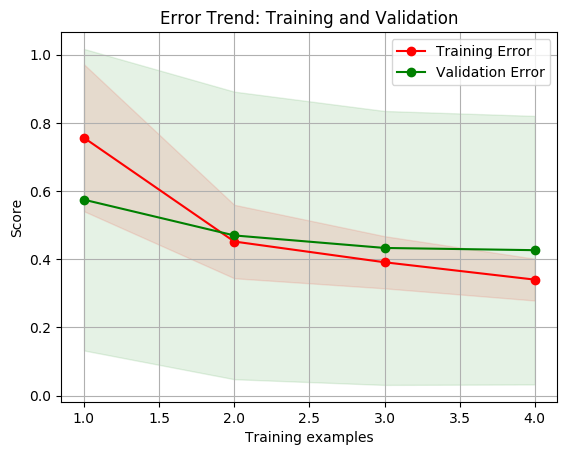 Error Trend: Training and Validation
Training Error
Validation Error
Score
1.0
0.8
0.6
0.4
0.2
0.0
1.0 1.5 2.0 2.5 3.0 3.5 4.0
Training examples